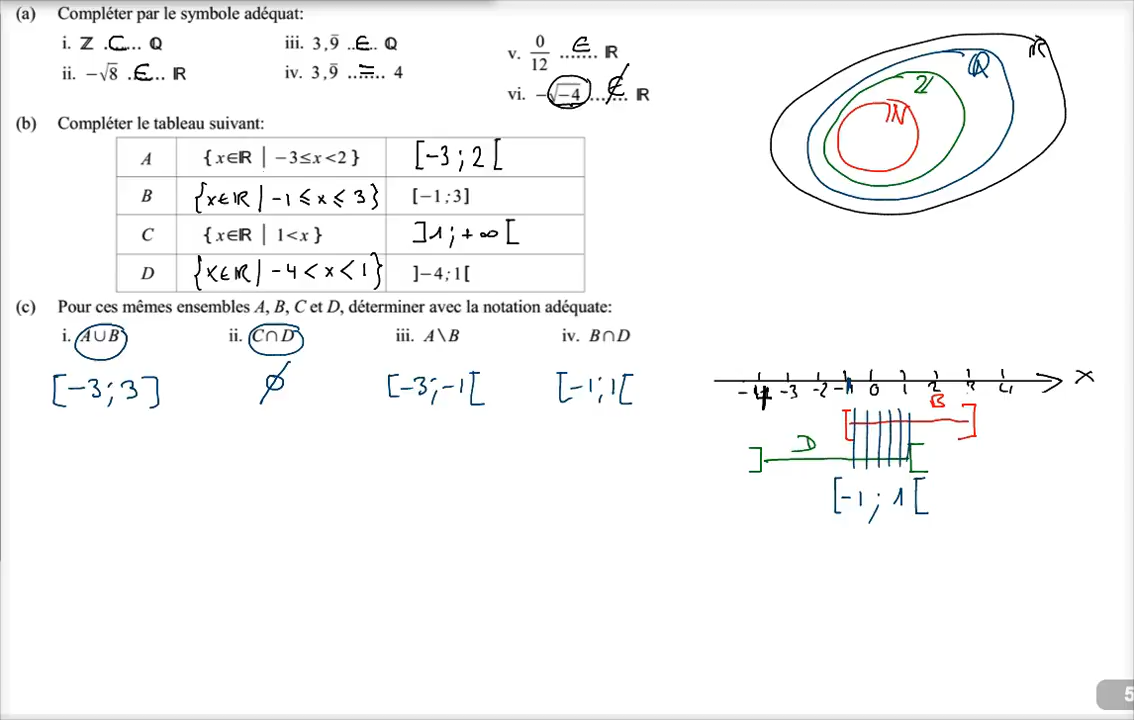 (a) Compléter par le symbole adéquat:
i. ℤ .⊂... ℚ
iii. 3,9̄ ..∈.. ℚ
v. 0/12 ...∈.... ℝ
ii. −√8 .∈... ℝ
iv. 3,9̄ ..=... 4
vi. −√−4 ...∉.... ℝ
(b) Compléter le tableau suivant:
A {x∈ℝ | −3≤x<2} [−3 ; 2 [
B {x∈ℝ | −1 ≤ x ≤ 3} [−1 ; 3]
C {x∈ℝ | 1<x} ]1 ; +∞ [
D {x∈ℝ | −4 < x < 1} ]−4 ; 1[
(c) Pour ces mêmes ensembles A, B, C et D, déterminer avec la notation adéquate:
i. A∪B ii. C∩D iii. A\B iv. B∩D
[−3 ; 3] ∅ [−3 ; −1[ [−1 ; 1[
ℝ
ℚ
ℤ
ℕ
−4 −3 −2 −1 0 1 2 3 4 x
B
D
[−1 ; 1[
5